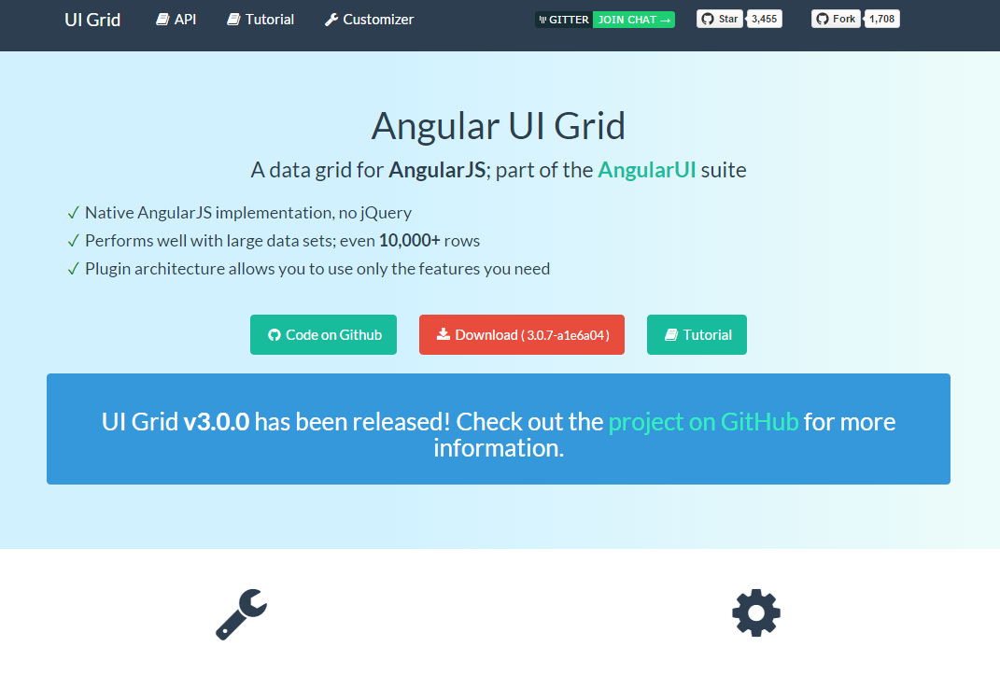 UI Grid API Tutorial Customizer GITTER JOIN CHAT → Star 3,455 Fork 1,708
Angular UI Grid
A data grid for AngularJS; part of the AngularUI suite
✓ Native AngularJS implementation, no jQuery
✓ Performs well with large data sets; even 10,000+ rows
✓ Plugin architecture allows you to use only the features you need
Code on Github Download ( 3.0.7-a1e6a04 ) Tutorial
UI Grid v3.0.0 has been released! Check out the project on GitHub for more
information.